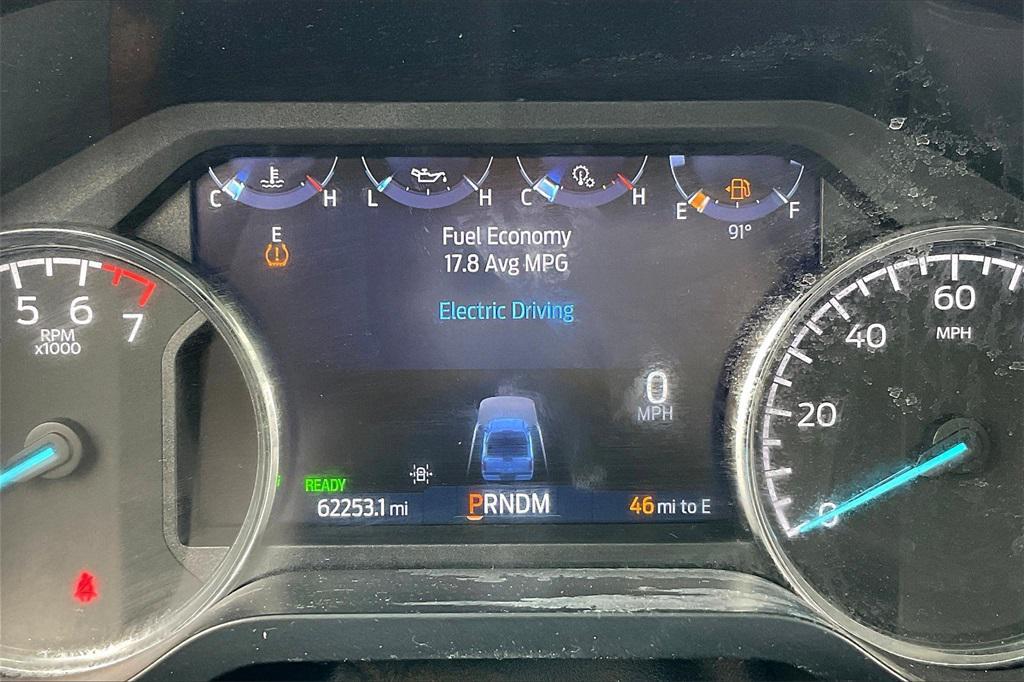 C H L H C H E F
91°
E
Fuel Economy
17.8 Avg MPG
Electric Driving
5 6 7
RPM
x1000
0
MPH
READY
62253.1 mi
PRNDM
46 mi to E
0 20 40 60
MPH